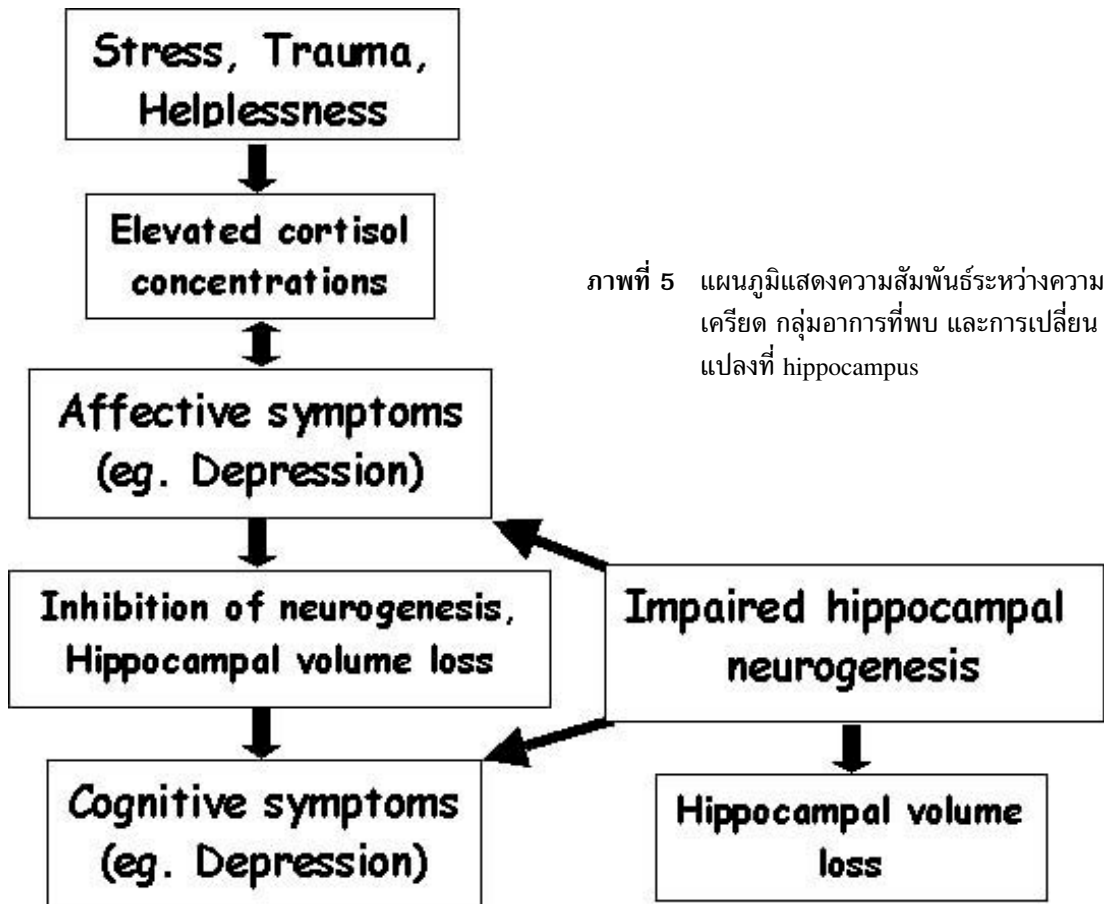 Stress, Trauma,
Helplessness
Elevated cortisol
concentrations
ภาพที่ 5 แผนภูมิแสดงความสัมพันธ์ระหว่างความ
เครียด กลุ่มอาการที่พบ และการเปลี่ยน
แปลงที่ hippocampus
Affective symptoms
(eg. Depression)
Inhibition of neurogenesis,
Hippocampal volume loss
Impaired hippocampal
neurogenesis
Cognitive symptoms
(eg. Depression)
Hippocampal volume
loss